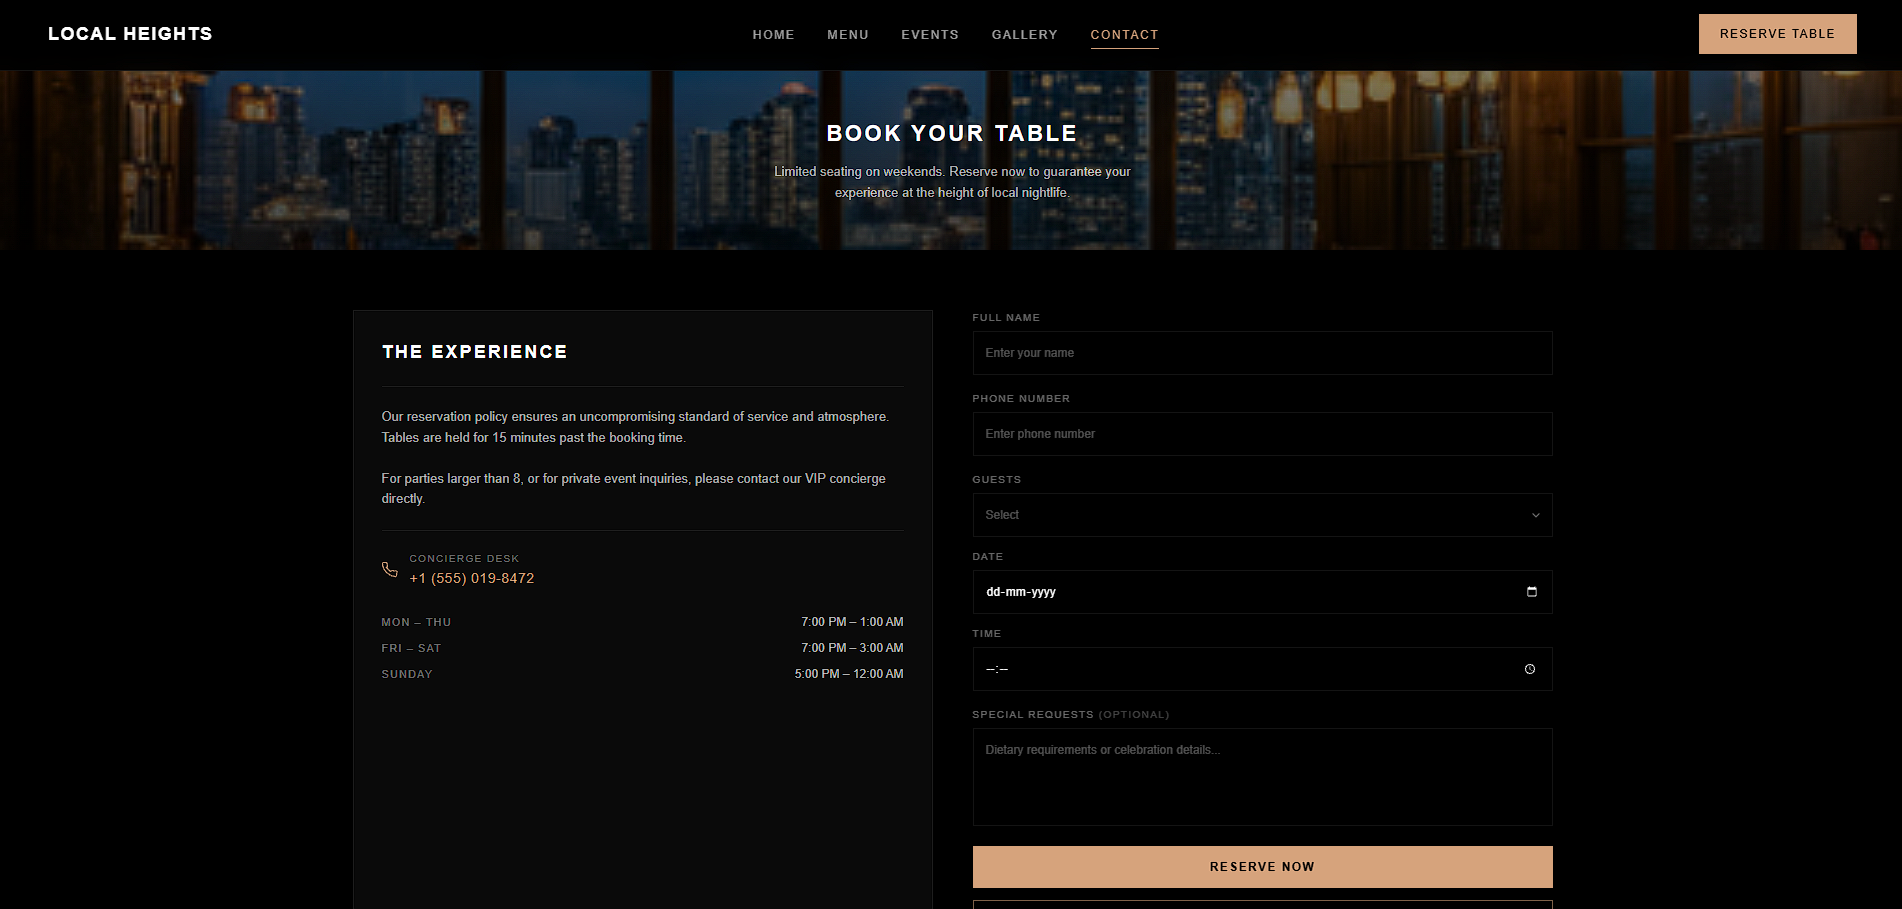 LOCAL HEIGHTS
HOME
MENU
EVENTS
GALLERY
CONTACT
RESERVE TABLE
BOOK YOUR TABLE
Limited seating on weekends. Reserve now to guarantee your
experience at the height of local nightlife.
THE EXPERIENCE
Our reservation policy ensures an uncompromising standard of service and atmosphere.
Tables are held for 15 minutes past the booking time.
For parties larger than 8, or for private event inquiries, please contact our VIP concierge
directly.
CONCIERGE DESK
+1 (555) 019-8472
MON – THU 7:00 PM – 1:00 AM
FRI – SAT 7:00 PM – 3:00 AM
SUNDAY 5:00 PM – 12:00 AM
FULL NAME
Enter your name
PHONE NUMBER
Enter phone number
GUESTS
Select
DATE
dd-mm-yyyy
TIME
--:--
SPECIAL REQUESTS (OPTIONAL)
Dietary requirements or celebration details...
RESERVE NOW